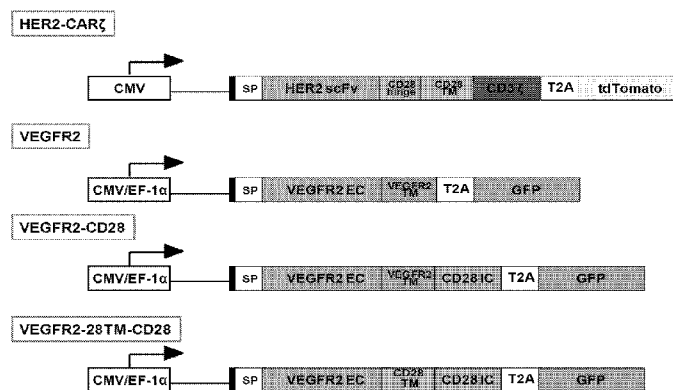 HER2-CARζ
CMV SP HER2 scFv CD28 hinge CD28 TM CD3ζ T2A tdTomato
VEGFR2
CMV/EF-1α SP VEGFR2 EC VEGFR2 TM T2A GFP
VEGFR2-CD28
CMV/EF-1α SP VEGFR2 EC VEGFR2 TM CD28 IC T2A GFP
VEGFR2-28TM-CD28
CMV/EF-1α SP VEGFR2 EC CD28 TM CD28 IC T2A GFP